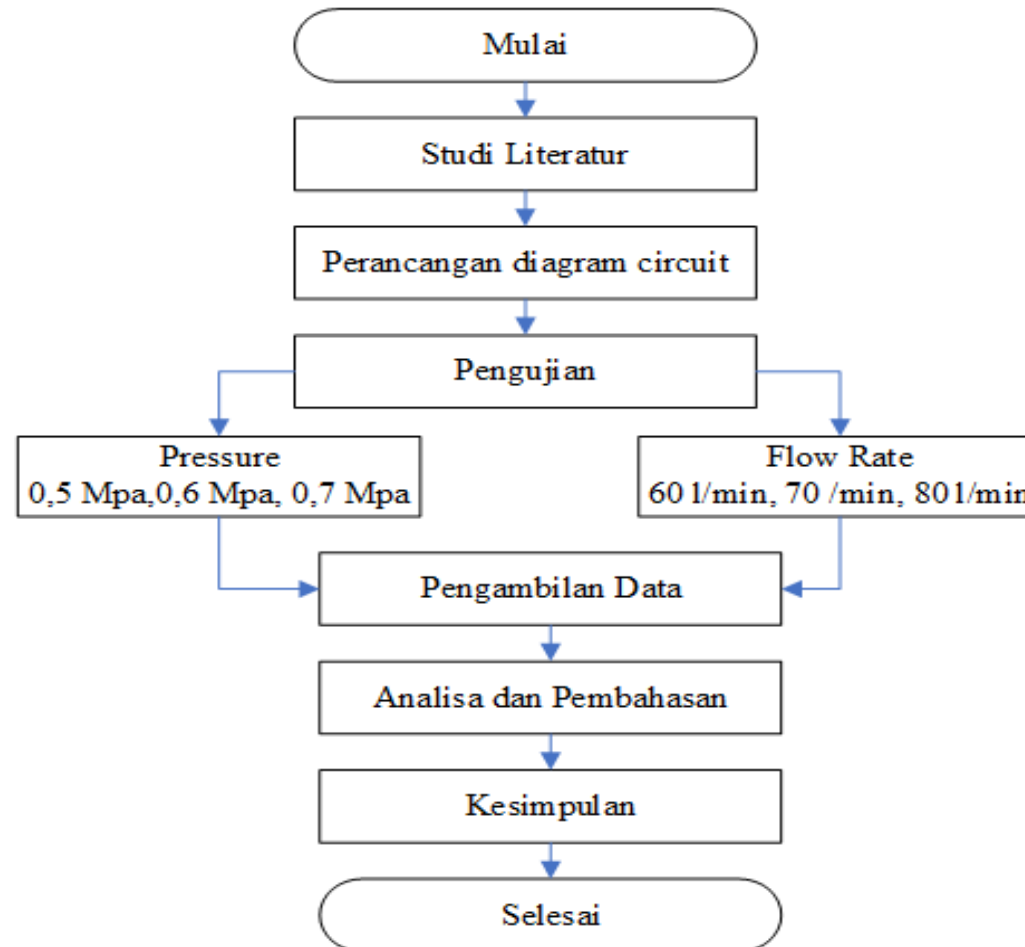 Mulai
Studi Literatur
Perancangan diagram circuit
Pengujian
Pressure
0,5 Mpa,0,6 Mpa, 0,7 Mpa
Flow Rate
60 l/min, 70 /min, 80 l/min
Pengambilan Data
Analisa dan Pembahasan
Kesimpulan
Selesai